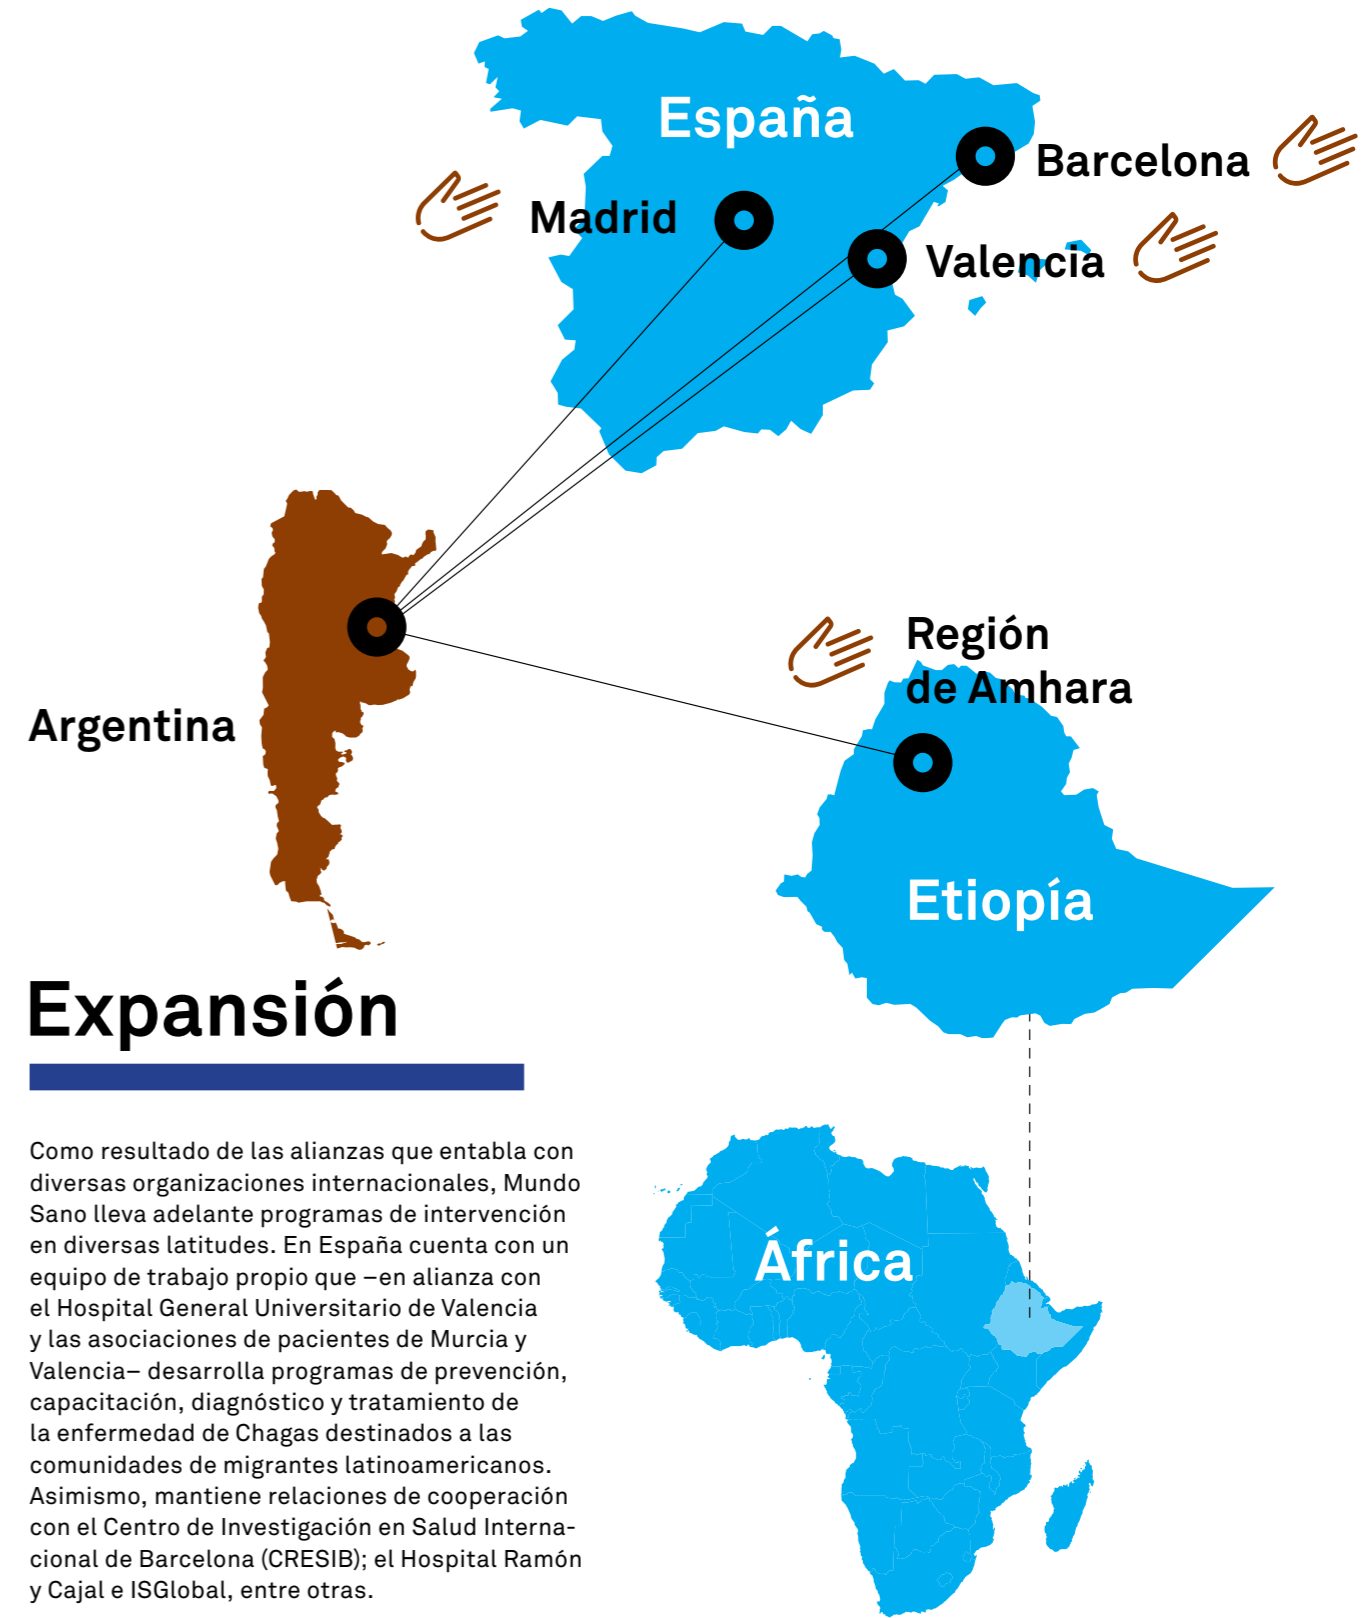 España
Barcelona
Madrid
Valencia
Región
de Amhara
Argentina
Etiopía
Expansión
Como resultado de las alianzas que entabla con
diversas organizaciones internacionales, Mundo
Sano lleva adelante programas de intervención
en diversas latitudes. En España cuenta con un
equipo de trabajo propio que –en alianza con
el Hospital General Universitario de Valencia
y las asociaciones de pacientes de Murcia y
Valencia– desarrolla programas de prevención,
capacitación, diagnóstico y tratamiento de
la enfermedad de Chagas destinados a las
comunidades de migrantes latinoamericanos.
Asimismo, mantiene relaciones de cooperación
con el Centro de Investigación en Salud Interna-
cional de Barcelona (CRESIB); el Hospital Ramón
y Cajal e ISGlobal, entre otras.
África